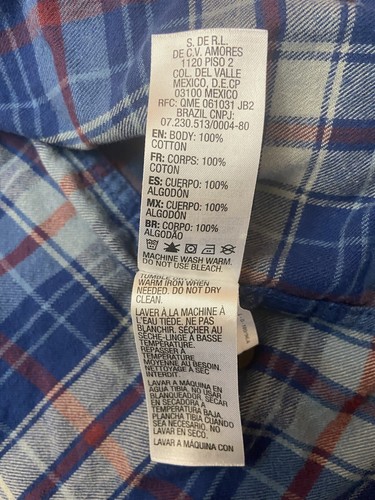 S. DE R.L.
DE C.V. AMORES
1120 PISO 2
COL. DEL VALLE
MEXICO, D.E.CP
03100 MEXICO
RFC: QME 061031 JB2
BRAZIL CNPJ:
07.230.513/0004-80
EN: BODY: 100%
COTTON
FR: CORPS: 100%
COTON
ES: CUERPO: 100%
ALGODÓN
MX: CUERPO: 100%
ALGODÓN
BR: CORPO: 100%
ALGODÃO
MACHINE WASH WARM.
DO NOT USE BLEACH.
TUMBLE
WARM IRON WHEN
NEEDED. DO NOT DRY
CLEAN.
LAVER À LA MACHINE À
L'EAU TIÈDE. NE PAS
BLANCHIR. SÉCHER AU
SÈCHE-LINGE À BASSE
TEMPÉRATURE.
REPASSER À
TEMPÉRATURE
MOYENNE AU BESOIN.
NETTOYAGE À SEC
INTERDIT.
LAVAR A MÁQUINA EN
AGUA TIBIA. NO USAR
BLANQUEADOR. SECAR
EN SECADORA A
TEMPERATURA BAJA.
PLANCHA TIBIA CUANDO
SEA NECESARIO. NO
LAVAR EN SECO.
LAVAR A MÁQUINA CON